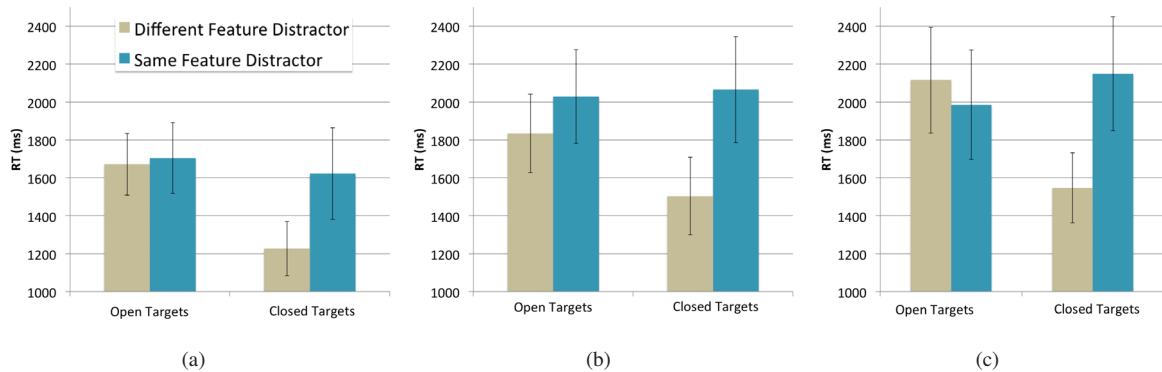 2400
2200
2000
1800
1600
1400
1200
1000
RT (ms)
Different Feature Distractor
Same Feature Distractor
Open Targets
Closed Targets
(a)
2400
2200
2000
1800
1600
1400
1200
1000
RT (ms)
Open Targets
Closed Targets
(b)
2400
2200
2000
1800
1600
1400
1200
1000
RT (ms)
Open Targets
Closed Targets
(c)